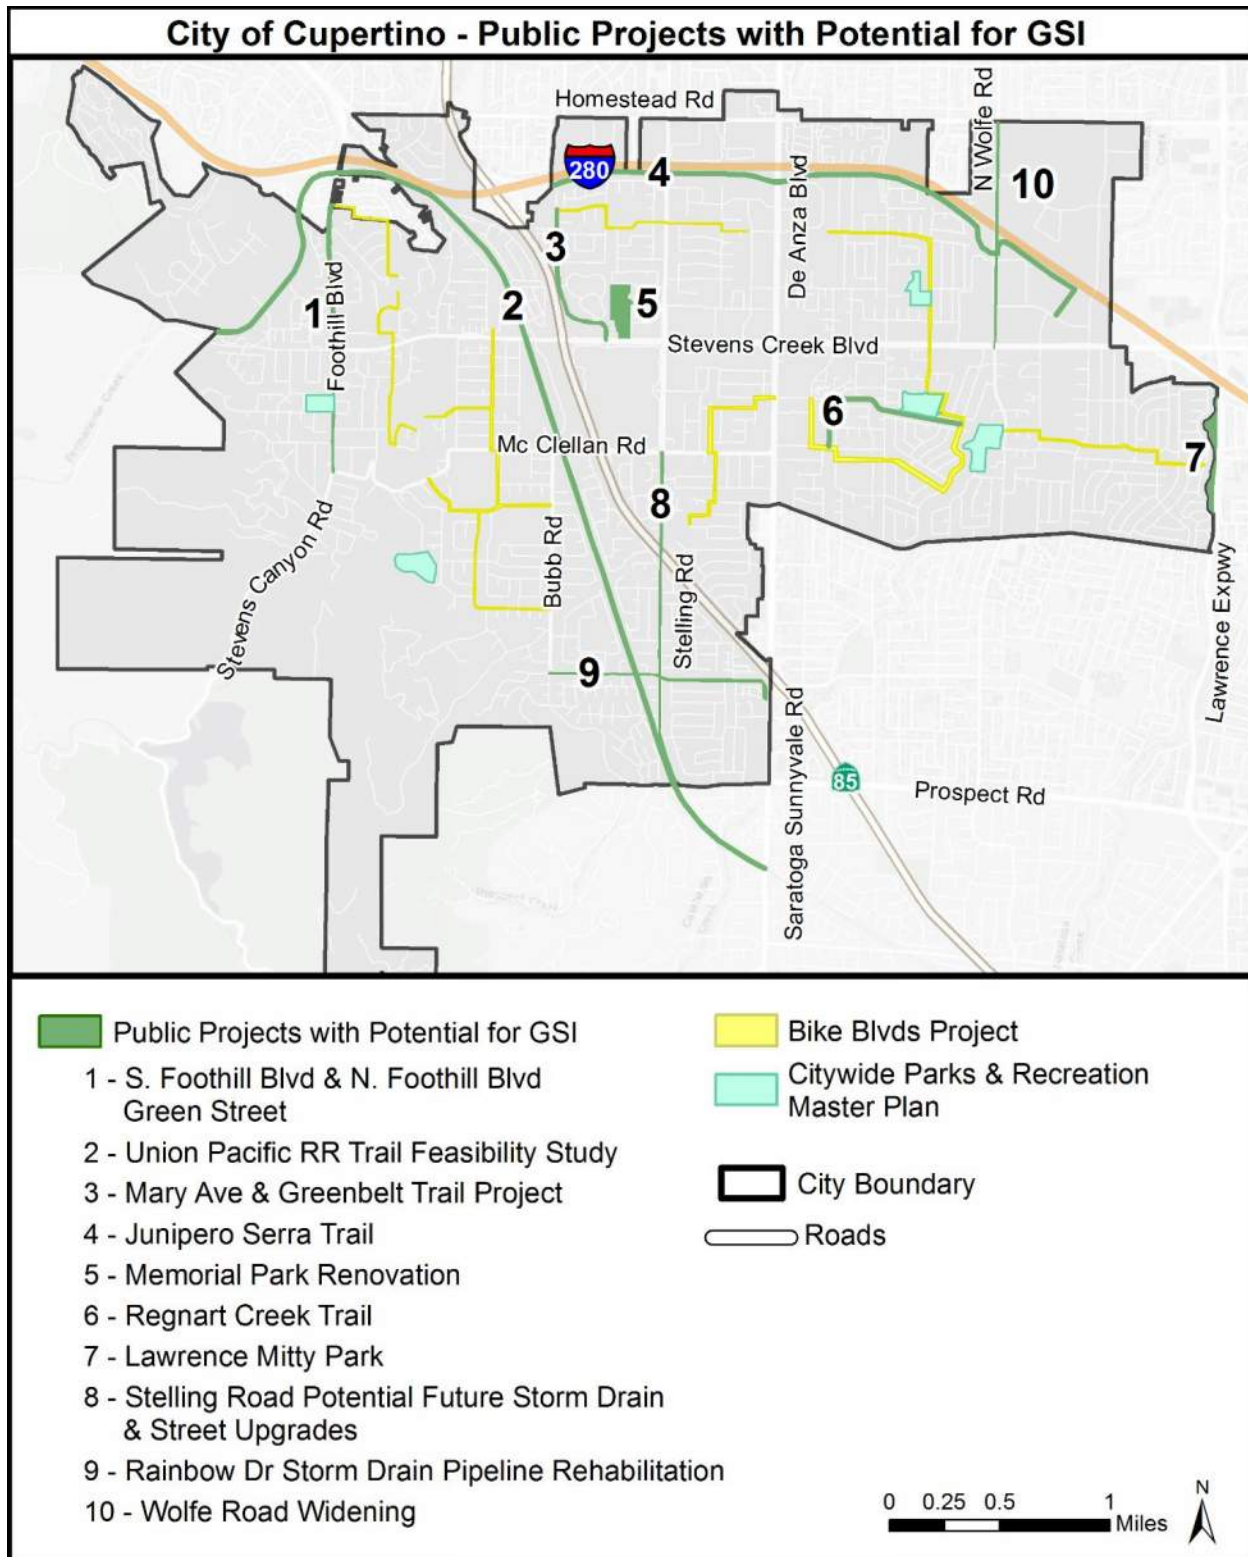 City of Cupertino - Public Projects with Potential for GSI
Homestead Rd
N Wolfe Rd
280
4
De Anza Blvd
10
3
1
Foothill Blvd
2
5
Stevens Creek Blvd
6
Mc Clellan Rd
7
8
Stevens Canyon Rd
Bubb Rd
Stelling Rd
Lawrence Expwy
9
Saratoga Sunnyvale Rd
85
Prospect Rd
Public Projects with Potential for GSI
1 - S. Foothill Blvd & N. Foothill Blvd
Green Street
2 - Union Pacific RR Trail Feasibility Study
3 - Mary Ave & Greenbelt Trail Project
4 - Junipero Serra Trail
5 - Memorial Park Renovation
6 - Regnart Creek Trail
7 - Lawrence Mitty Park
8 - Stelling Road Potential Future Storm Drain
& Street Upgrades
9 - Rainbow Dr Storm Drain Pipeline Rehabilitation
10 - Wolfe Road Widening
Bike Blvds Project
Citywide Parks & Recreation
Master Plan
City Boundary
Roads
0 0.25 0.5 1
Miles
N